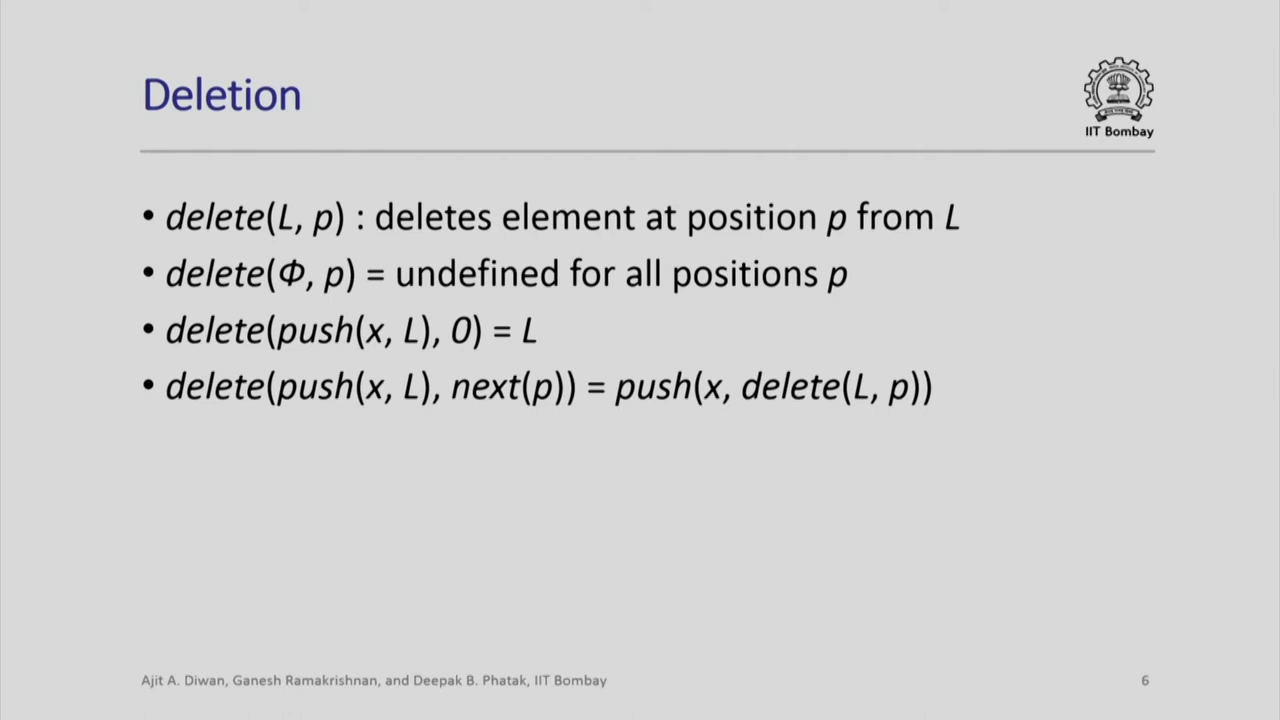 Deletion
IIT Bombay
• delete(L, p) : deletes element at position p from L
• delete(Φ, p) = undefined for all positions p
• delete(push(x, L), 0) = L
• delete(push(x, L), next(p)) = push(x, delete(L, p))
Ajit A. Diwan, Ganesh Ramakrishnan, and Deepak B. Phatak, IIT Bombay
6